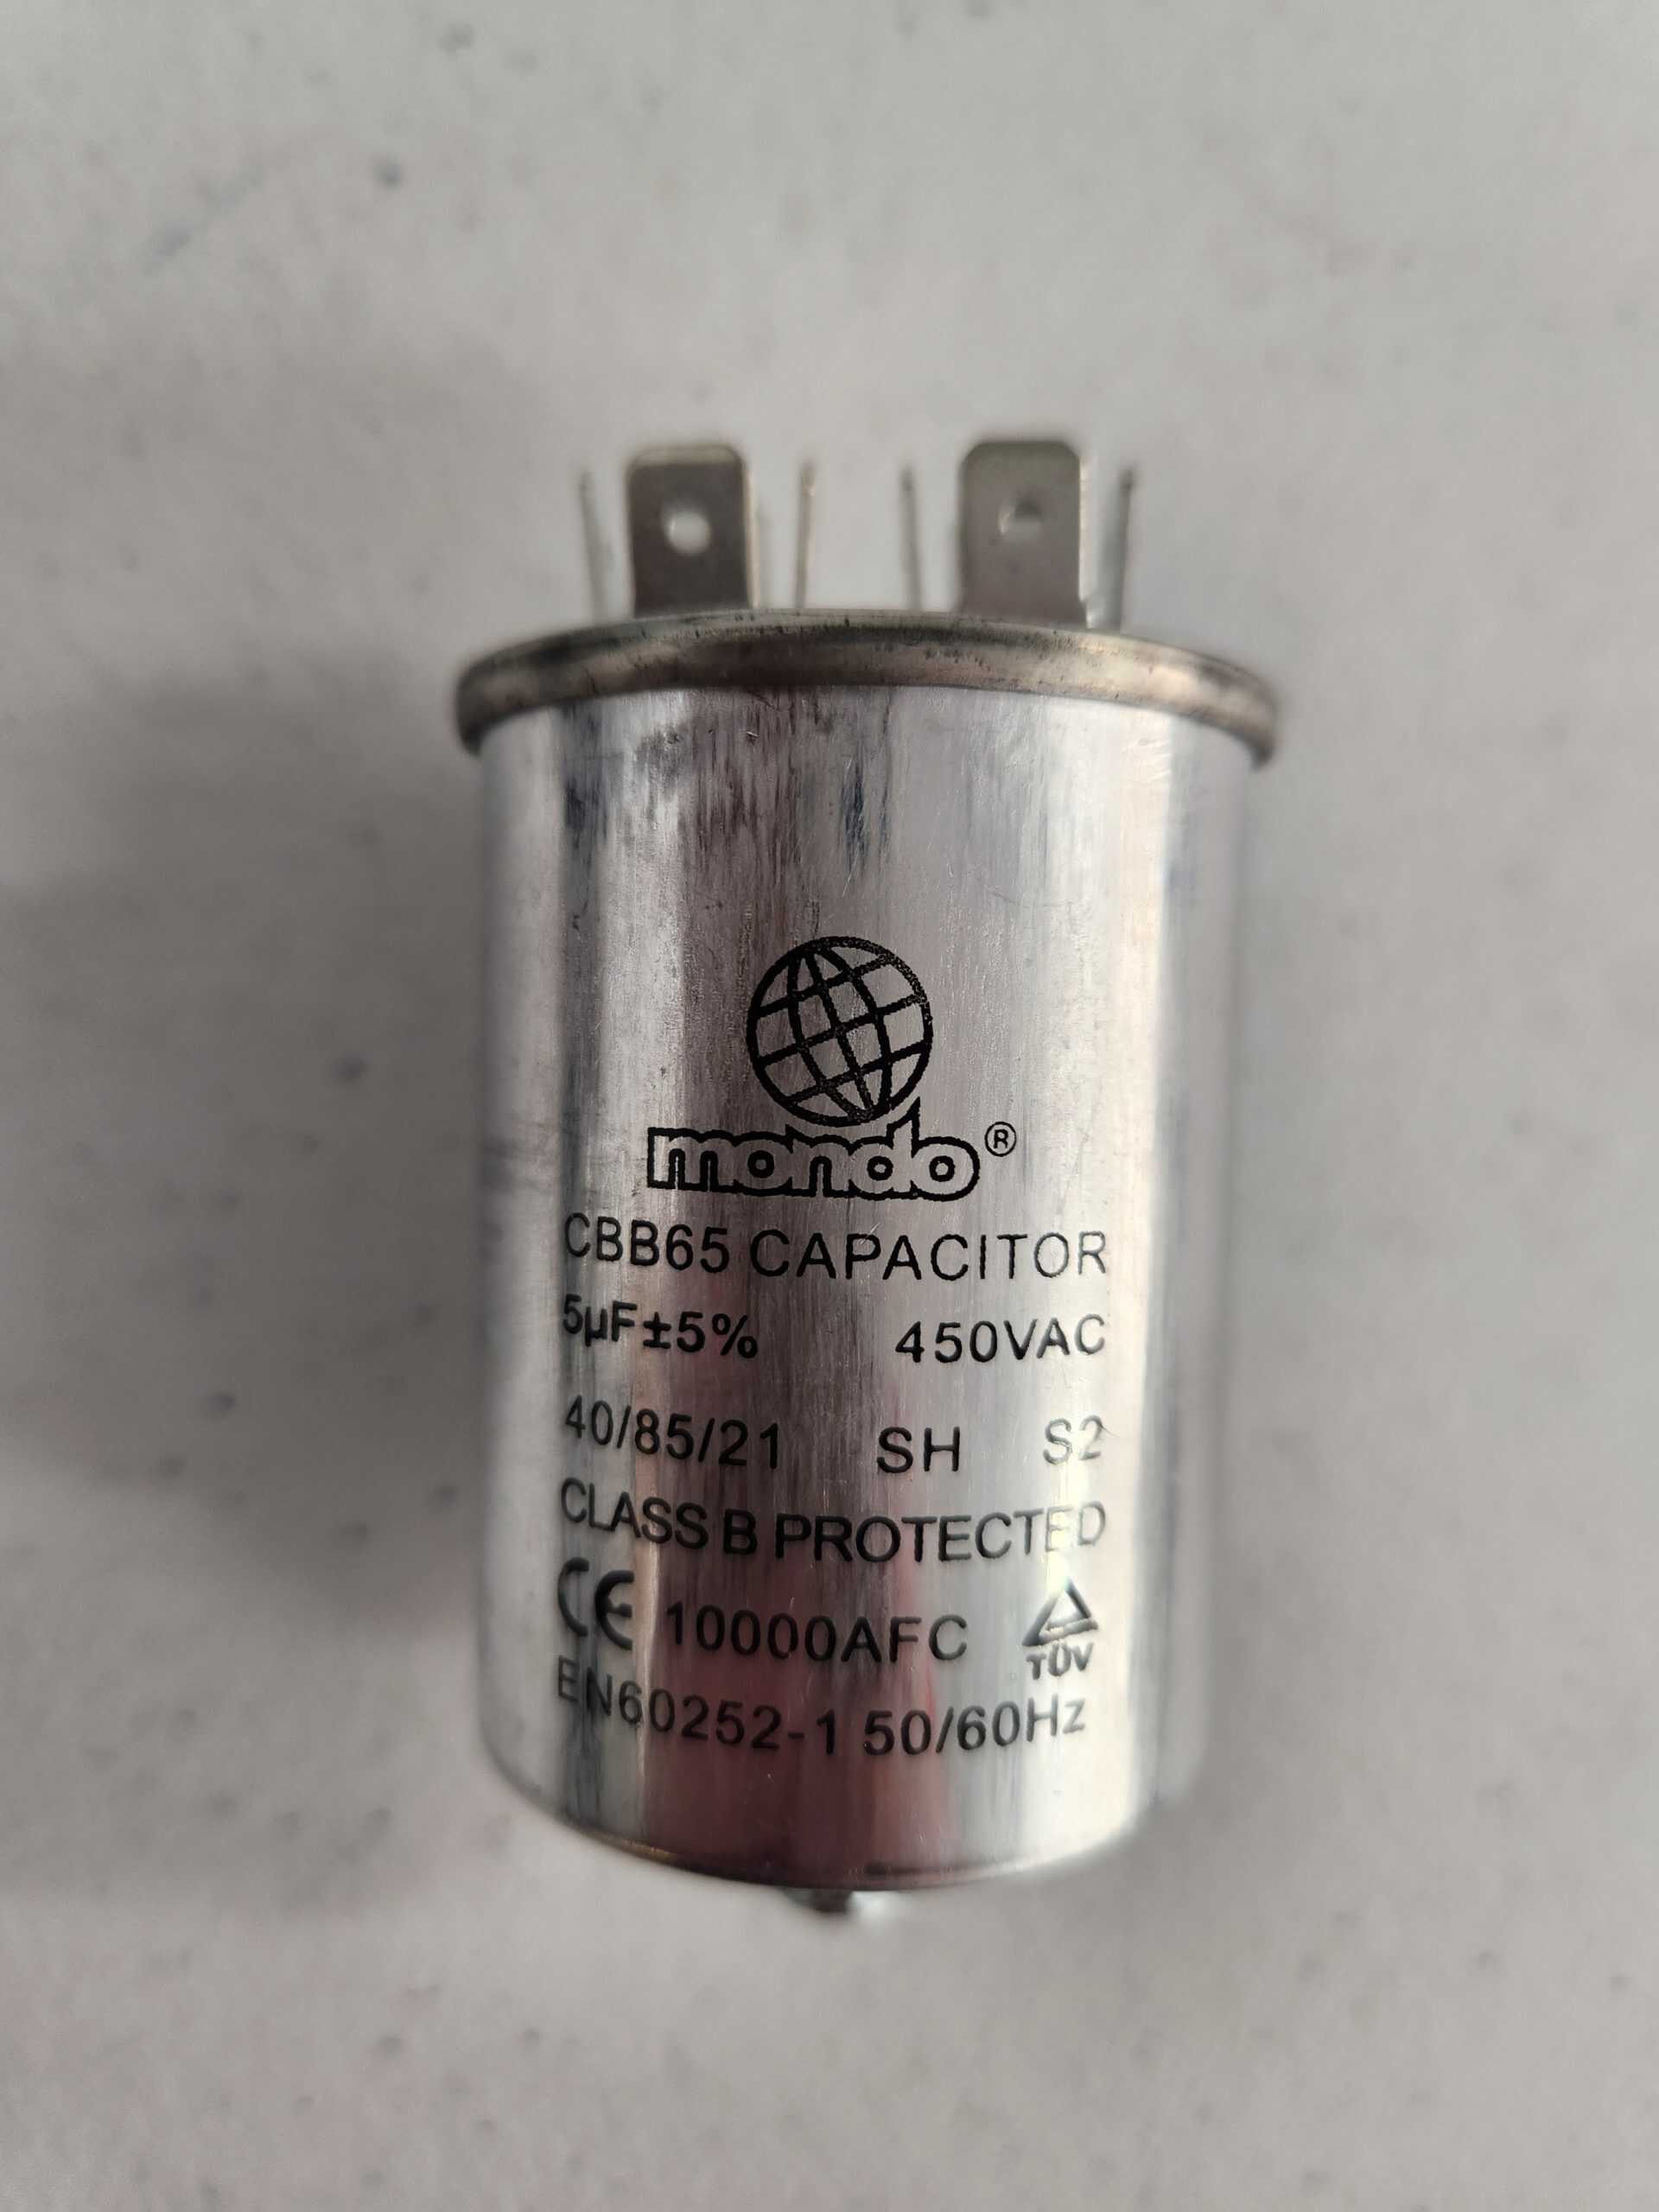 mondo®
CBB65 CAPACITOR
5µF±5% 450VAC
40/85/21 SH S2
CLASS B PROTECTED
CE 10000AFC TÜV
EN60252-1 50/60Hz